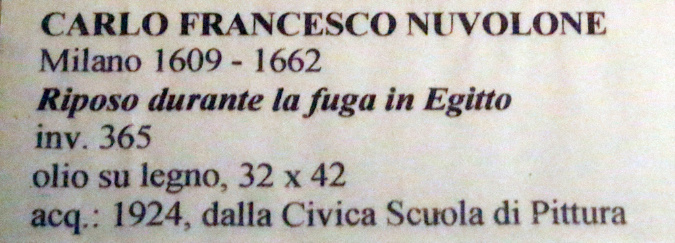 CARLO FRANCESCO NUVOLONE
Milano 1609 - 1662
Riposo durante la fuga in Egitto
inv. 365
olio su legno, 32 x 42
acq.: 1924, dalla Civica Scuola di Pittura